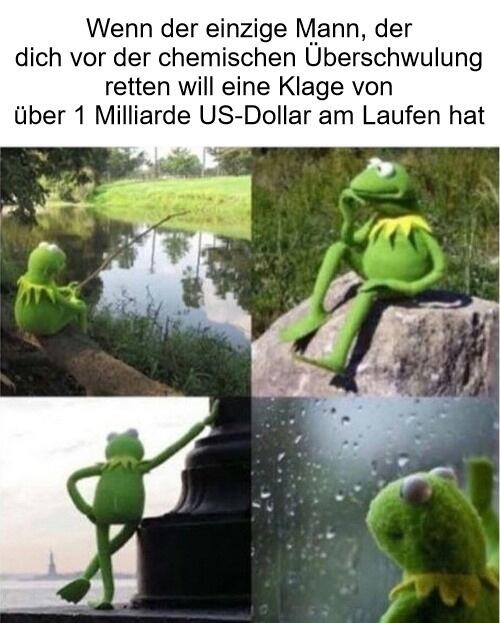 Wenn der einzige Mann, der
dich vor der chemischen Überschwulung
retten will eine Klage von
über 1 Milliarde US-Dollar am Laufen hat